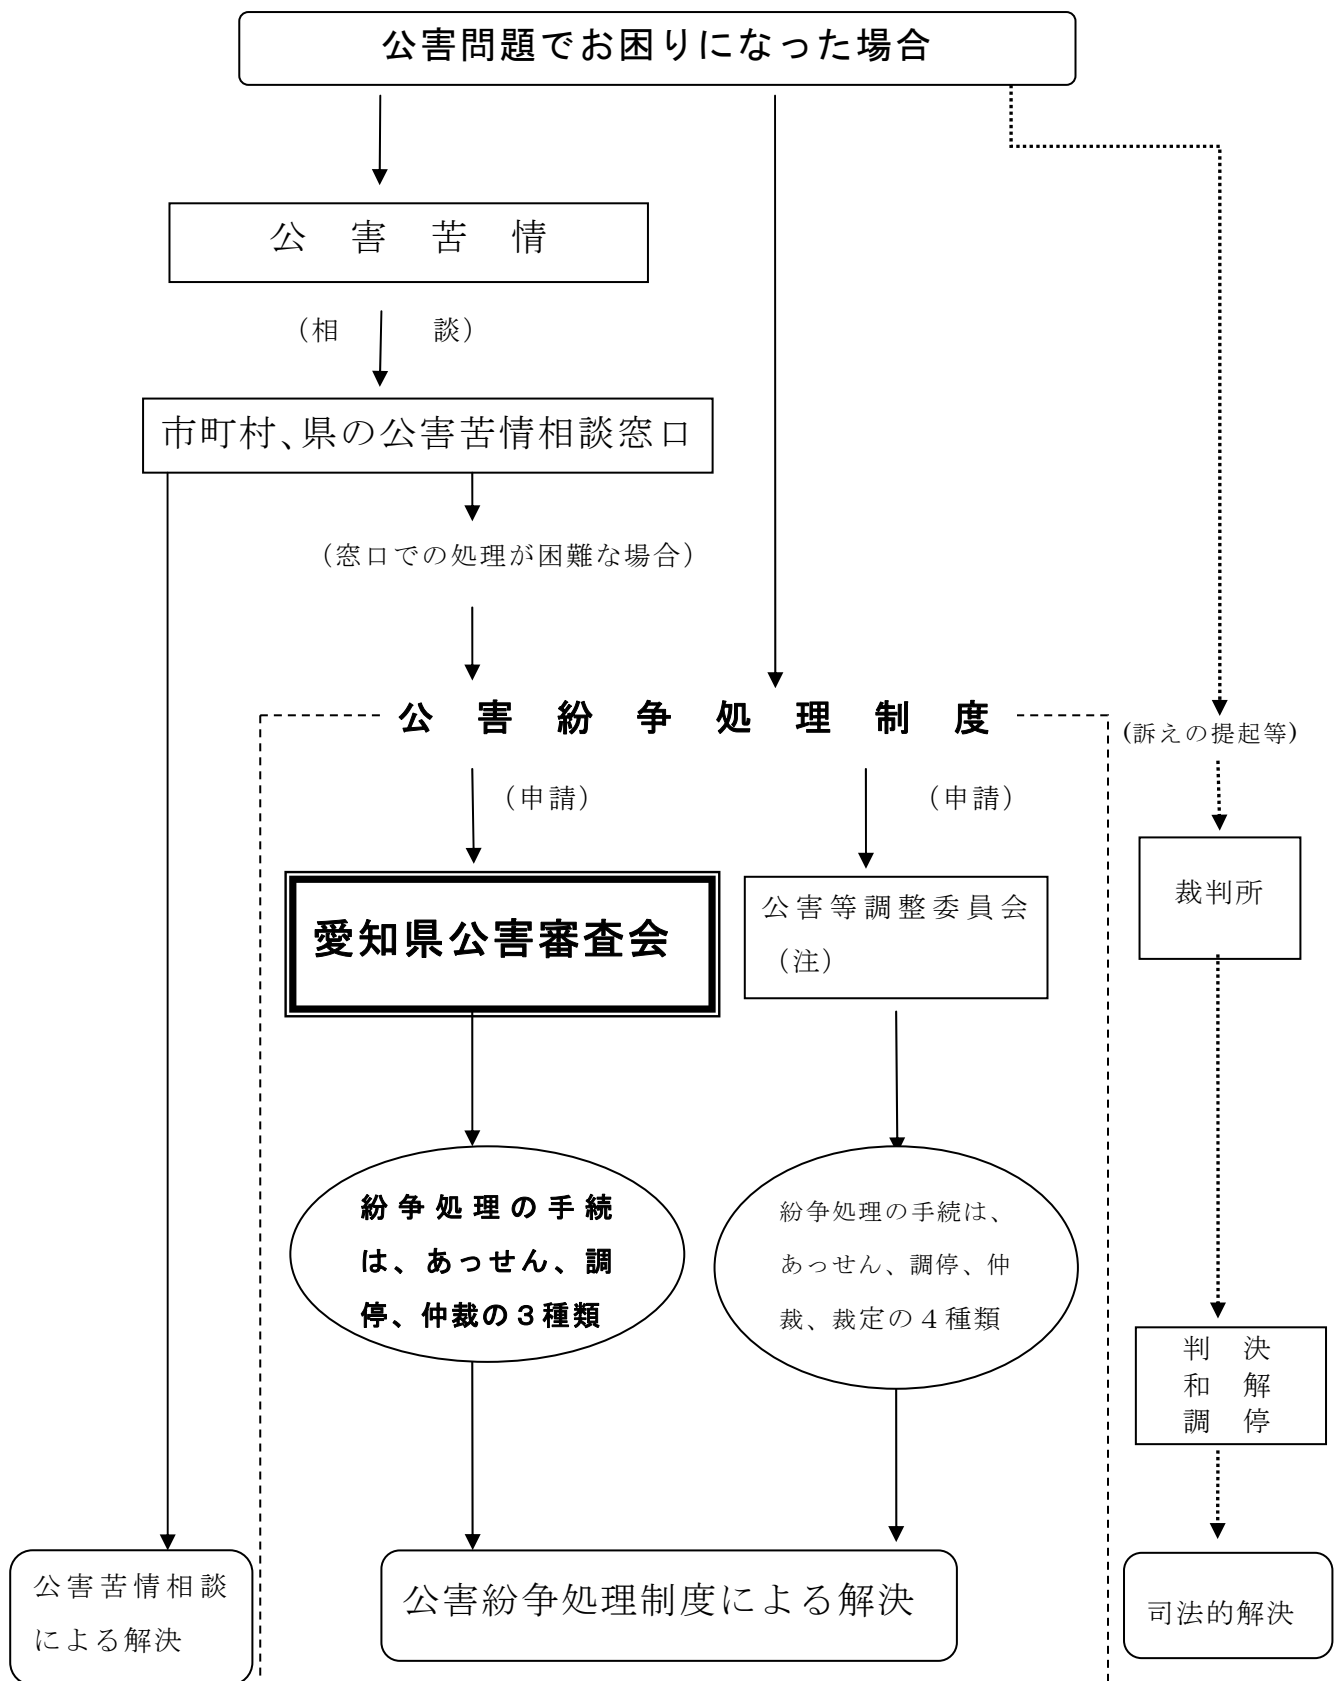 公害問題でお困りになった場合
公害苦情
（相　談）
市町村、県の公害苦情相談窓口
（窓口での処理が困難な場合）
公害紛争処理制度
(訴えの提起等)
（申請）
（申請）
愛知県公害審査会
公害等調整委員会
（注）
裁判所
紛争処理の手続
は、あっせん、調
停、仲裁の３種類
紛争処理の手続は、
あっせん、調停、仲
裁、裁定の４種類
判　決
和　解
調　停
公害苦情相談
による解決
公害紛争処理制度による解決
司法的解決